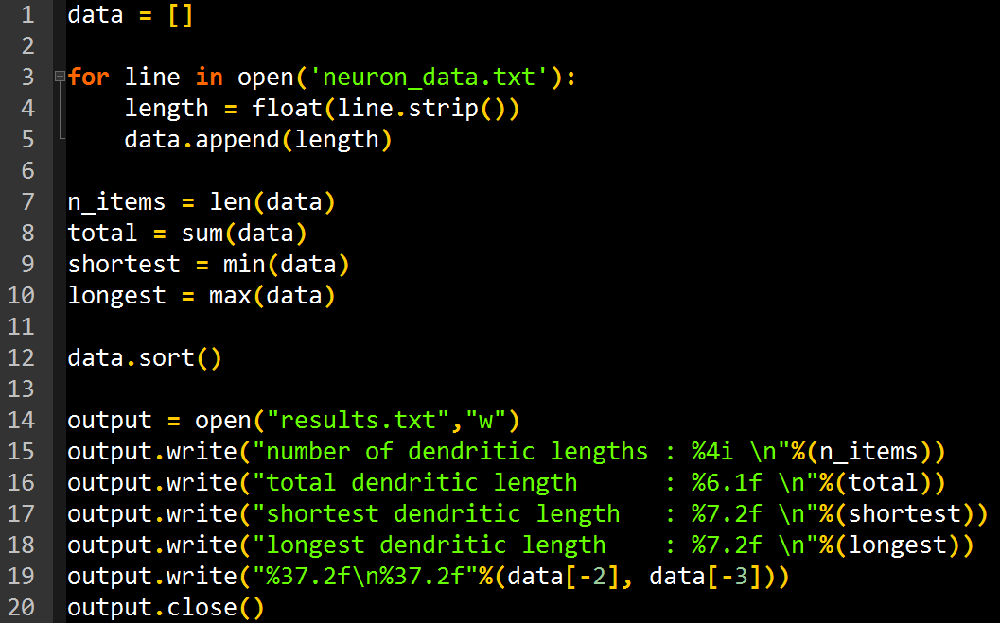 1 data = []
2
3 for line in open('neuron_data.txt'):
4     length = float(line.strip())
5     data.append(length)
6
7 n_items = len(data)
8 total = sum(data)
9 shortest = min(data)
10 longest = max(data)
11
12 data.sort()
13
14 output = open("results.txt","w")
15 output.write("number of dendritic lengths : %4i \n"%(n_items))
16 output.write("total dendritic length      : %6.1f \n"%(total))
17 output.write("shortest dendritic length   : %7.2f \n"%(shortest))
18 output.write("longest dendritic length    : %7.2f \n"%(longest))
19 output.write("%37.2f\n%37.2f"%(data[-2], data[-3]))
20 output.close()